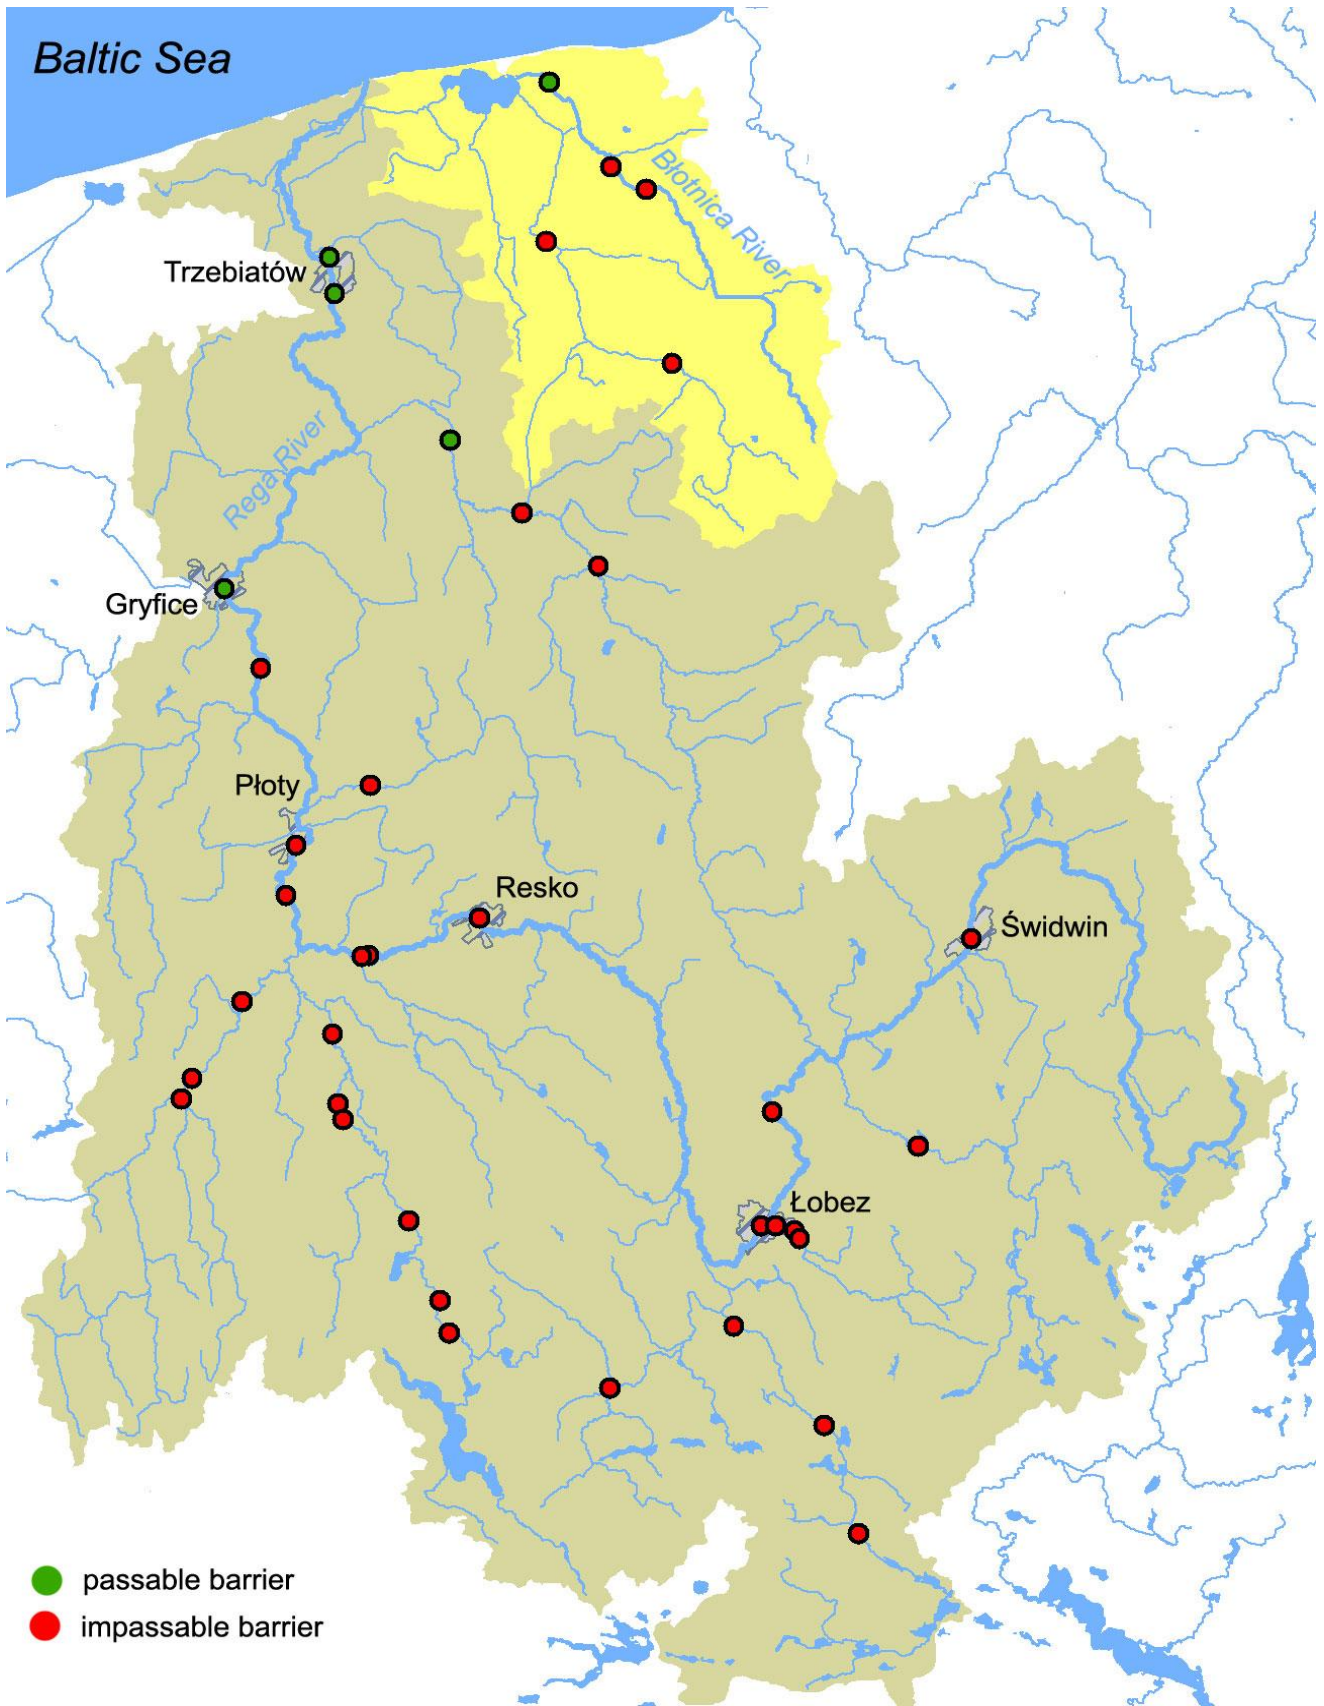 Baltic Sea
Błotnica River
Trzebiatów
Rega River
Gryfice
Płoty
Resko
Świdwin
Łobez
passable barrier
impassable barrier